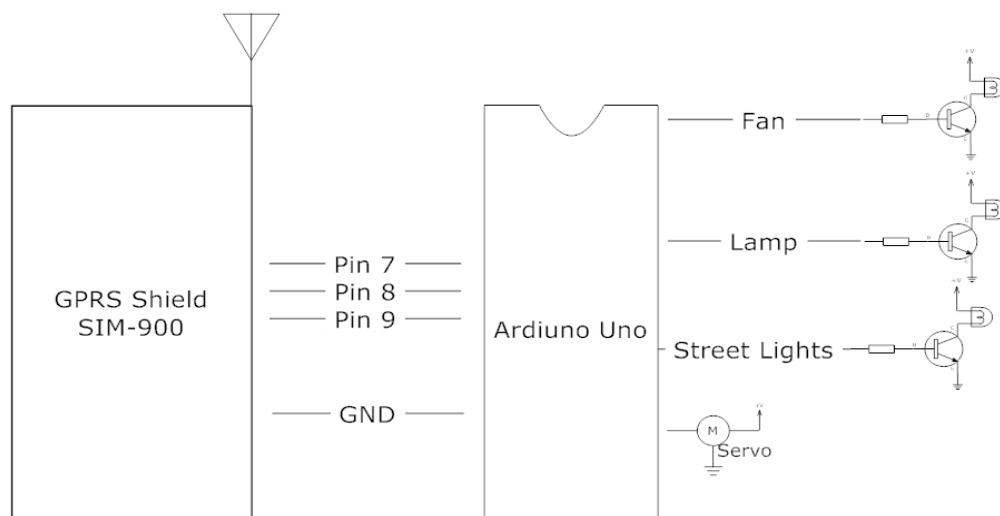 GPRS Shield
SIM-900
Pin 7
Pin 8
Pin 9
GND
Ardiuno Uno
Fan
+V
Lamp
+V
Street Lights
+V
M
+V
Servo